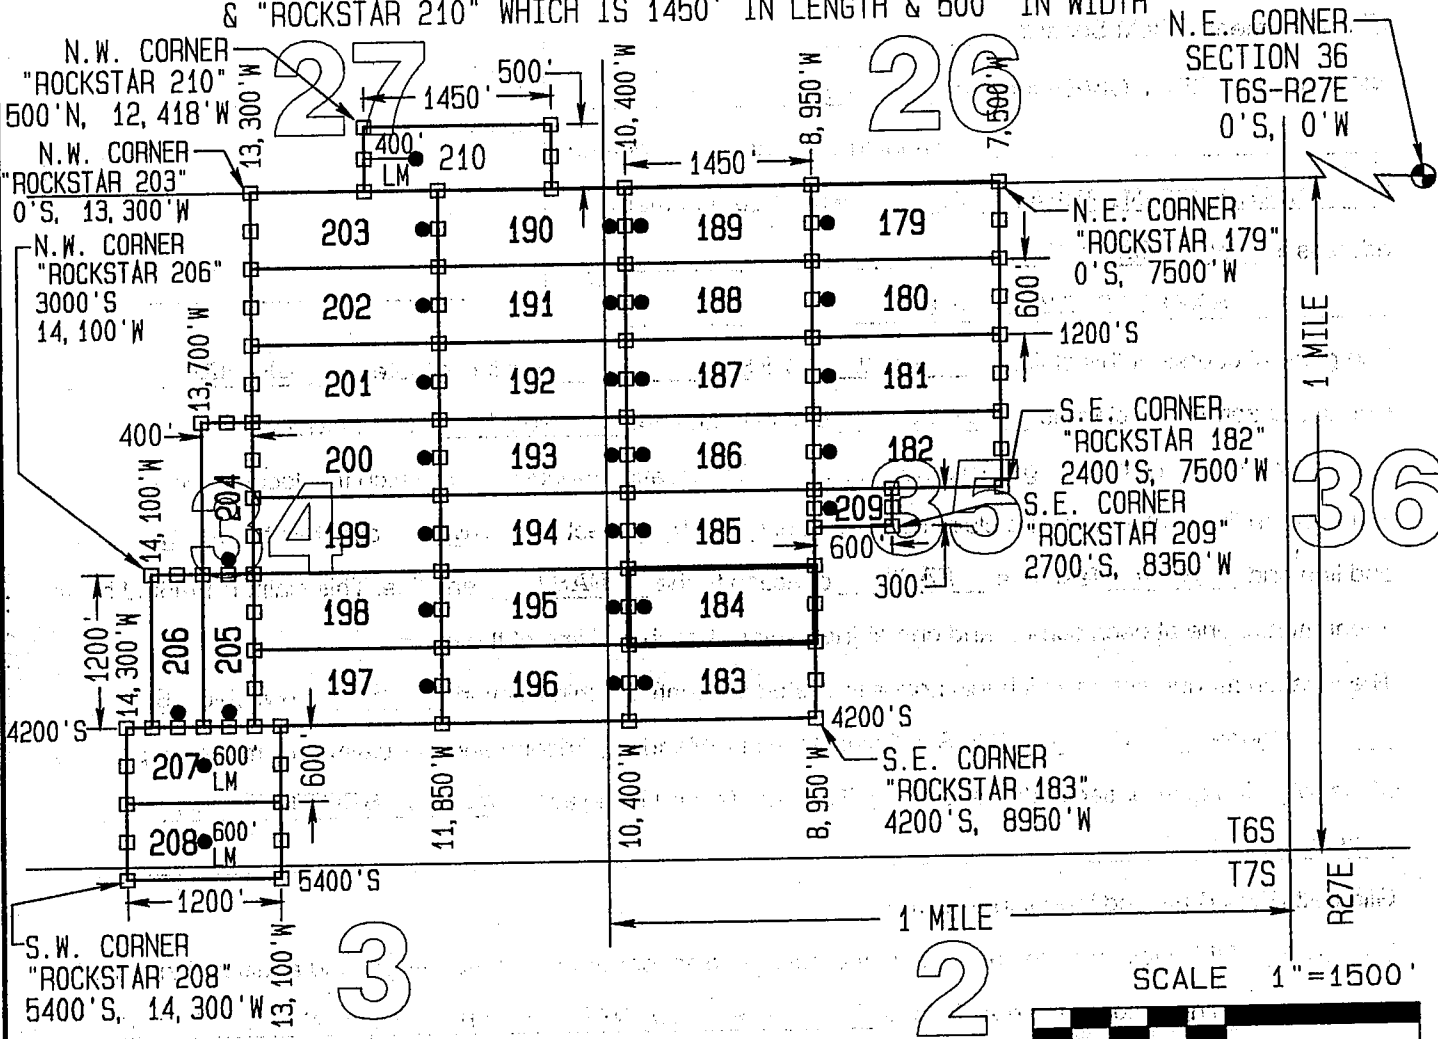 & "ROCKSTAR 210" WHICH IS 1450' IN LENGTH & 600' IN WIDTH
N.W. CORNER
"ROCKSTAR 210"
500'N, 12,418'W
N.W. CORNER
"ROCKSTAR 203"
0'S, 13,300'W
N.W. CORNER
"ROCKSTAR 206"
3000'S
14,100'W
27
26
N.E. CORNER
SECTION 36
T6S-R27E
0'S, 0'W
13,300'W.
1450'
500'
10,400'W.
8,950'W.
7,500'W
400'
LM
210
1450'
N.E. CORNER
"ROCKSTAR 179"
0'S, 7500'W
203
190
189
179
202
191
188
180
600'
1200'S
1 MILE
13,700'W.
201
192
187
181
400'
S.E. CORNER
"ROCKSTAR 182"
2400'S, 7500'W
200
193
186
182
14,100'W.
34
204
35
36
209
S.E. CORNER
"ROCKSTAR 209"
2700'S, 8350'W
199
194
185
600'
300'
198
195
184
1200'
14,300'W.
206
205
197
196
183
4200'S
4200'S
S.E. CORNER
"ROCKSTAR 183"
4200'S, 8950'W
207
600'
LM
600'
208
600'
LM
11,850'W.
10,400'W.
8,950'W.
T6S
T7S
R27E
5400'S
1200'
1 MILE
S.W. CORNER
"ROCKSTAR 208"
5400'S, 14,300'W
13,100'W.
3
2
SCALE 1"=1500'